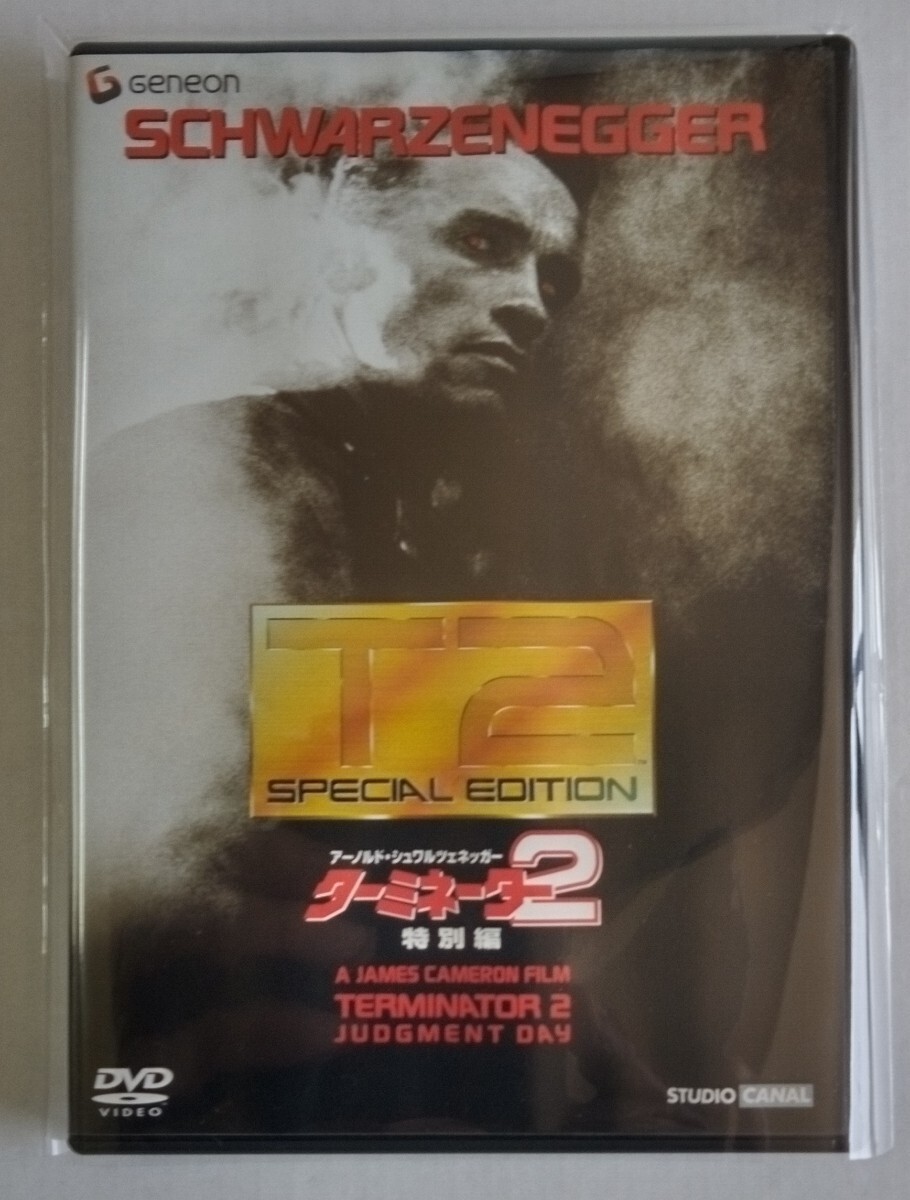 Geneon
SCHWARZENEGGER
T2™
SPECIAL EDITION
アーノルド・シュワルツェネッガー
ターミネーター2
特別編
A JAMES CAMERON FILM
TERMINATOR 2
JUDGMENT DAY
DVD
VIDEO
STUDIO CANAL